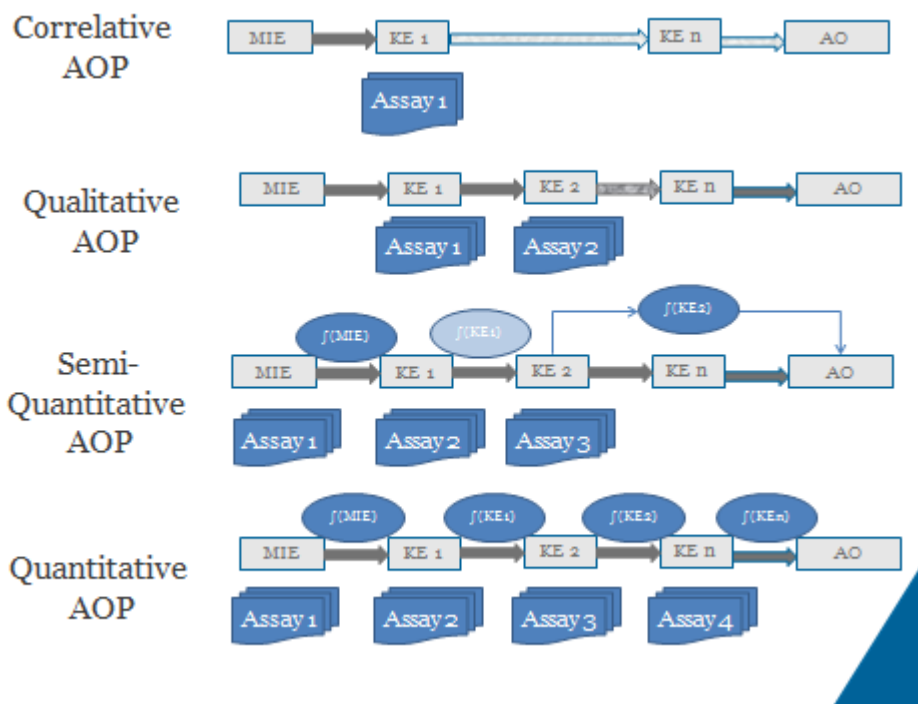 Correlative
AOP
MIE KE 1 KE n AO
Assay 1
Qualitative
AOP
MIE KE 1 KE 2 KE n AO
Assay 1 Assay 2
Semi-
Quantitative
AOP
ƒ(MIE) ƒ(KE1) ƒ(KE2)
MIE KE 1 KE 2 KE n AO
Assay 1 Assay 2 Assay 3
Quantitative
AOP
ƒ(MIE) ƒ(KE1) ƒ(KE2) ƒ(KEn)
MIE KE 1 KE 2 KE n AO
Assay 1 Assay 2 Assay 3 Assay 4